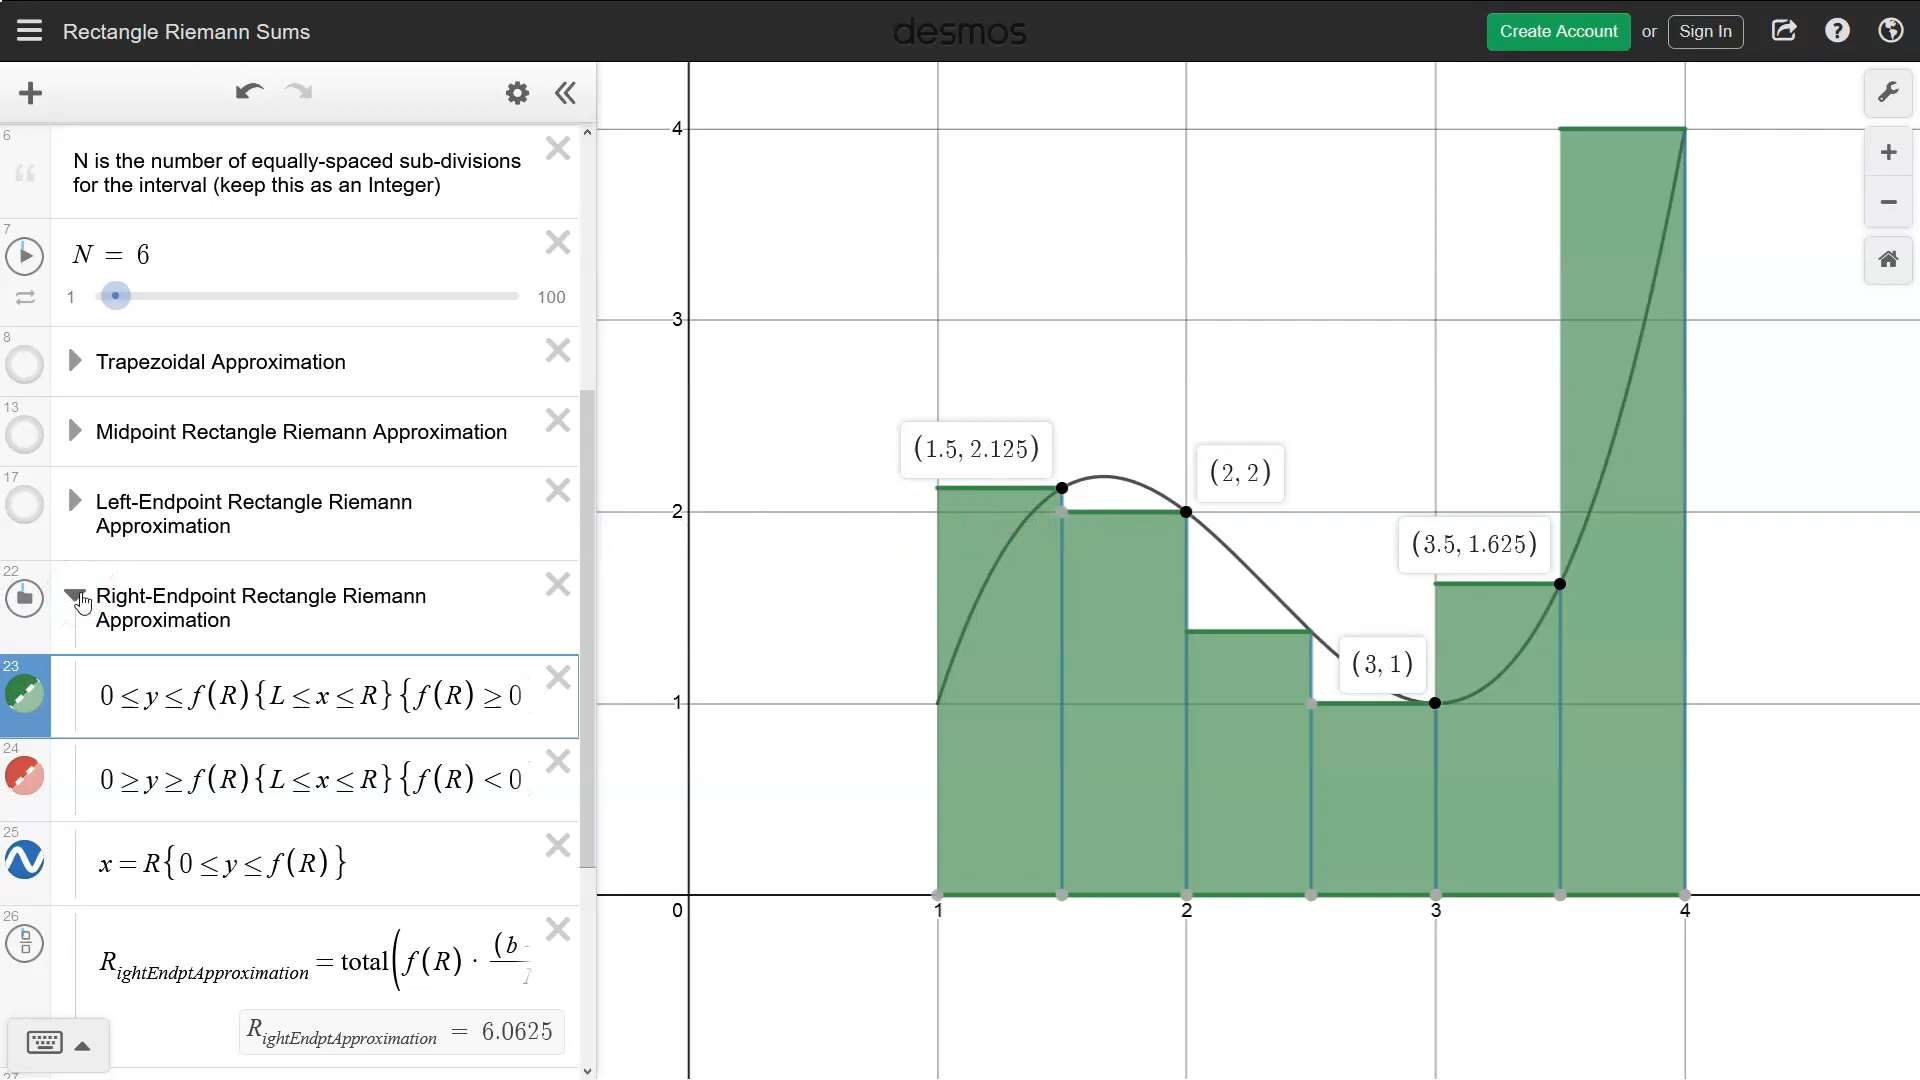 Rectangle Riemann Sums
desmos
Create Account or Sign In
6
N is the number of equally-spaced sub-divisions
for the interval (keep this as an Integer)
7
N = 6
1 100
8
Trapezoidal Approximation
13
Midpoint Rectangle Riemann Approximation
17
Left-Endpoint Rectangle Riemann
Approximation
22
Right-Endpoint Rectangle Riemann
Approximation
23
0 ≤ y ≤ f(R){L ≤ x ≤ R}{f(R) ≥ 0
24
0 ≥ y ≥ f(R){L ≤ x ≤ R}{f(R) < 0
25
x = R{0 ≤ y ≤ f(R)}
26
RightEndptApproximation = total(f(R) · (b
RightEndptApproximation = 6.0625
27
4
3
2
1
0
1 2 3 4
(1.5, 2.125)
(2, 2)
(3.5, 1.625)
(3, 1)